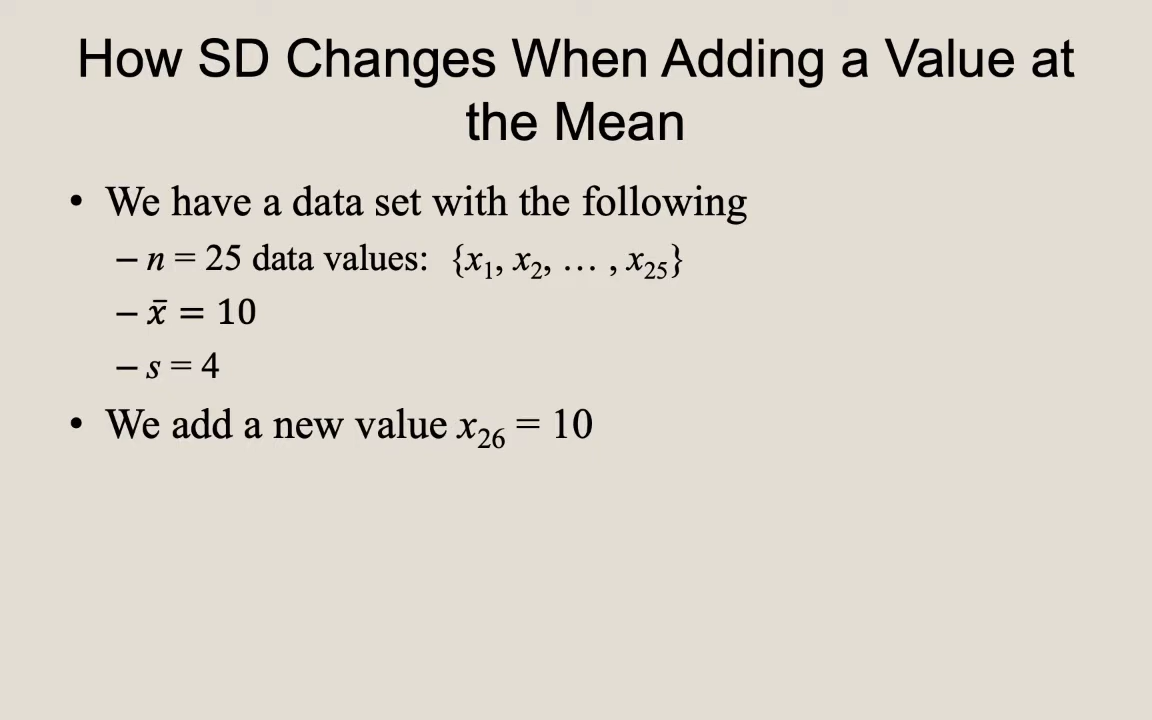 How SD Changes When Adding a Value at
the Mean
• We have a data set with the following
– n = 25 data values: {x₁, x₂, … , x₂₅}
– x̄ = 10
– s = 4
• We add a new value x₂₆ = 10